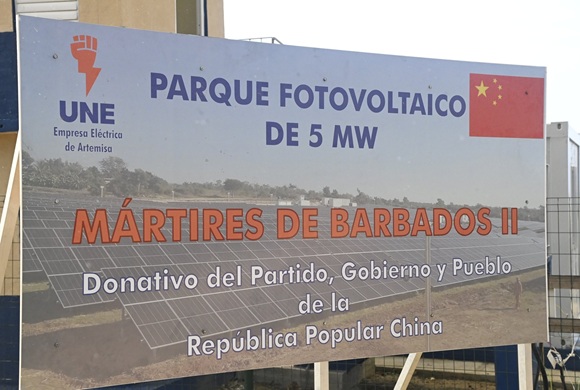 UNE
Empresa Eléctrica
de Artemisa
PARQUE FOTOVOLTAICO
DE 5 MW
MÁRTIRES DE BARBADOS II
Donativo del Partido, Gobierno y Pueblo
de la
República Popular China